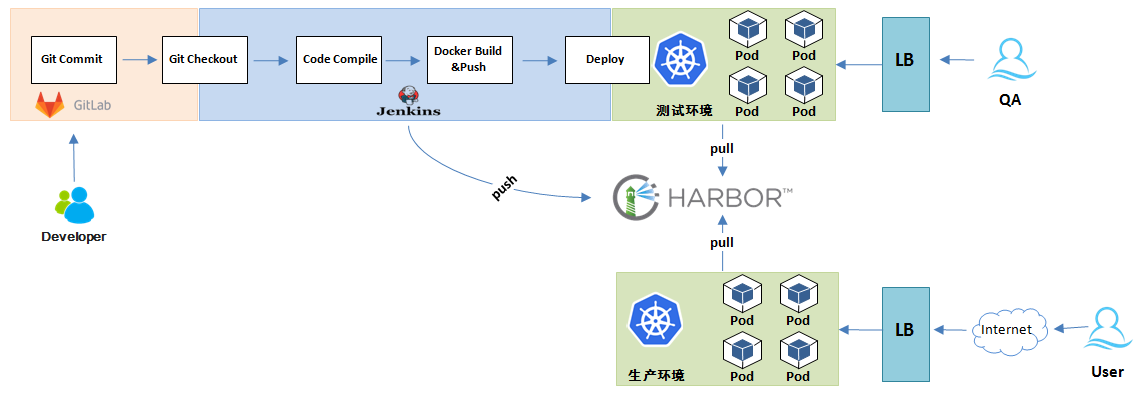 Git Commit
Git Checkout
Code Compile
Docker Build
&Push
Deploy
GitLab
Jenkins
Pod
Pod
Pod
Pod
测试环境
LB
QA
Developer
push
pull
HARBOR™
pull
Pod
Pod
Pod
Pod
生产环境
LB
Internet
User